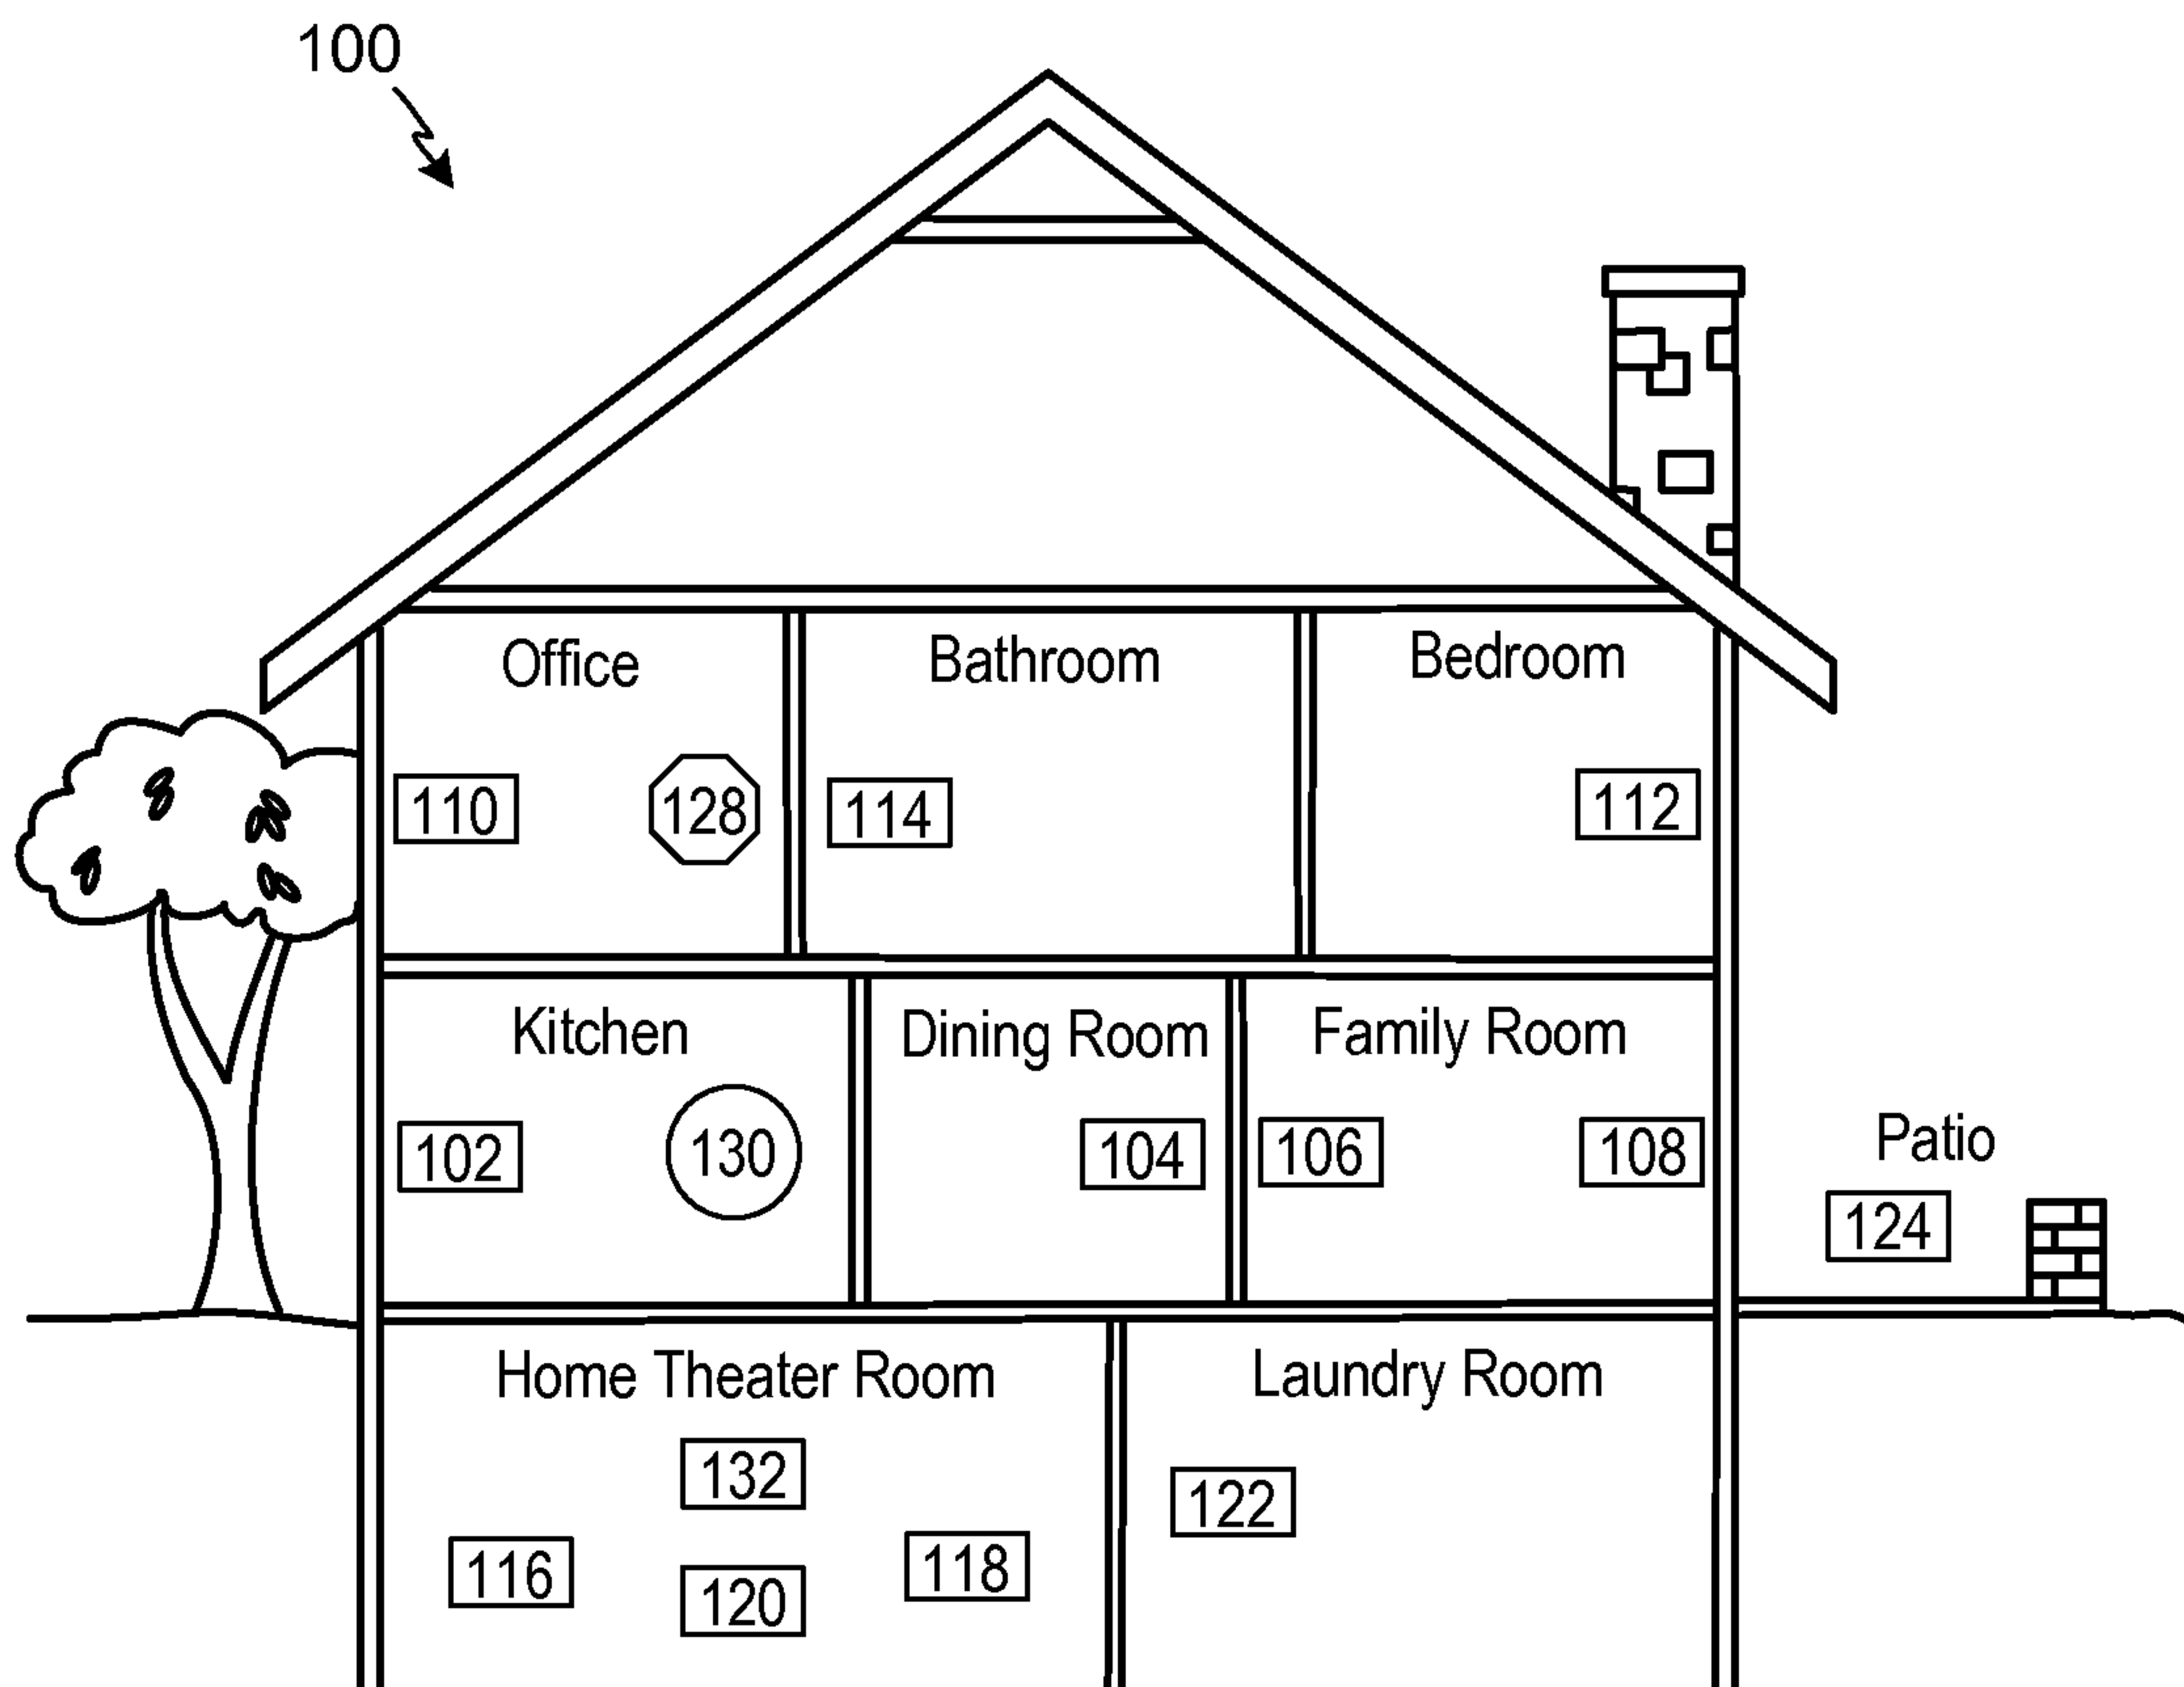 100
Office
Bathroom
Bedroom
110
128
114
112
Kitchen
Dining Room
Family Room
102
130
104
106
108
Patio
124
Home Theater Room
Laundry Room
132
122
116
120
118